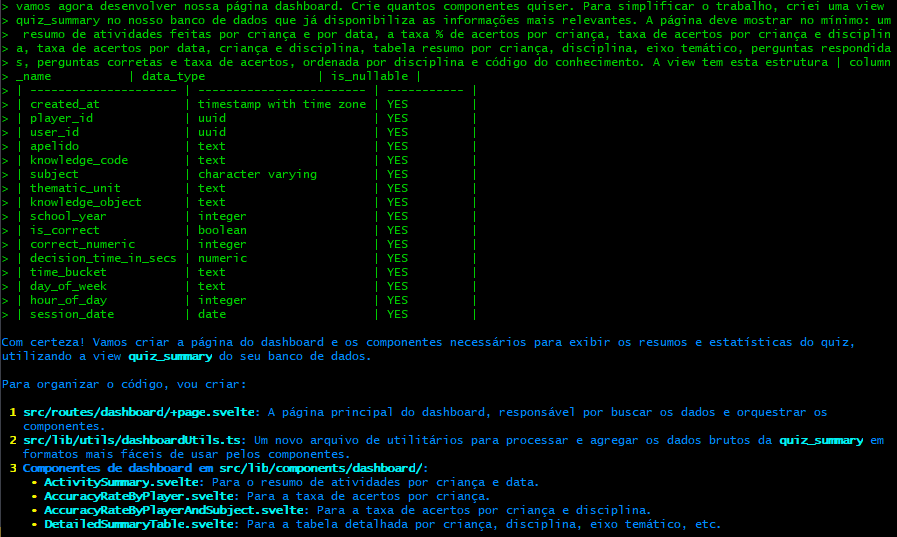 > vamos agora desenvolver nossa página dashboard. Crie quantos componentes quiser. Para simplificar o trabalho, criei uma view
> quiz_summary no nosso banco de dados que já disponibiliza as informações mais relevantes. A página deve mostrar no mínimo: um
>  resumo de atividades feitas por criança e por data, a taxa % de acertos por criança, taxa de acertos por criança e disciplin
> a, taxa de acertos por data, criança e disciplina, tabela resumo por criança, disciplina, eixo temático, perguntas respondida
> s, perguntas corretas e taxa de acertos, ordenada por disciplina e código do conhecimento. A view tem esta estrutura | column
> _name           | data_type                | is_nullable |
> | --------------------- | ------------------------ | ----------- |
> | created_at            | timestamp with time zone | YES         |
> | player_id             | uuid                     | YES         |
> | user_id               | uuid                     | YES         |
> | apelido               | text                     | YES         |
> | knowledge_code        | text                     | YES         |
> | subject               | character varying        | YES         |
> | thematic_unit         | text                     | YES         |
> | knowledge_object      | text                     | YES         |
> | school_year           | integer                  | YES         |
> | is_correct            | boolean                  | YES         |
> | correct_numeric       | integer                  | YES         |
> | decision_time_in_secs | numeric                  | YES         |
> | time_bucket           | text                     | YES         |
> | day_of_week           | text                     | YES         |
> | hour_of_day           | integer                  | YES         |
> | session_date          | date                     | YES         |
Com certeza! Vamos criar a página do dashboard e os componentes necessários para exibir os resumos e estatísticas do quiz,
utilizando a view quiz_summary do seu banco de dados.
Para organizar o código, vou criar:
1 src/routes/dashboard/+page.svelte: A página principal do dashboard, responsável por buscar os dados e orquestrar os
componentes.
2 src/lib/utils/dashboardUtils.ts: Um novo arquivo de utilitários para processar e agregar os dados brutos da quiz_summary em
formatos mais fáceis de usar pelos componentes.
3 Componentes de dashboard em src/lib/components/dashboard/:
• ActivitySummary.svelte: Para o resumo de atividades por criança e data.
• AccuracyRateByPlayer.svelte: Para a taxa de acertos por criança.
• AccuracyRateByPlayerAndSubject.svelte: Para a taxa de acertos por criança e disciplina.
• DetailedSummaryTable.svelte: Para a tabela detalhada por criança, disciplina, eixo temático, etc.